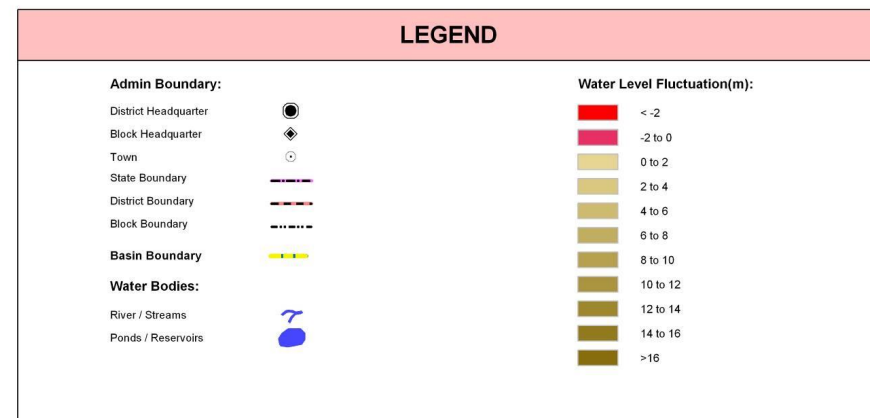 LEGEND
Admin Boundary:
District Headquarter
Block Headquarter
Town
State Boundary
District Boundary
Block Boundary
Basin Boundary
Water Bodies:
River / Streams
Ponds / Reservoirs
Water Level Fluctuation(m):
< -2
-2 to 0
0 to 2
2 to 4
4 to 6
6 to 8
8 to 10
10 to 12
12 to 14
14 to 16
>16